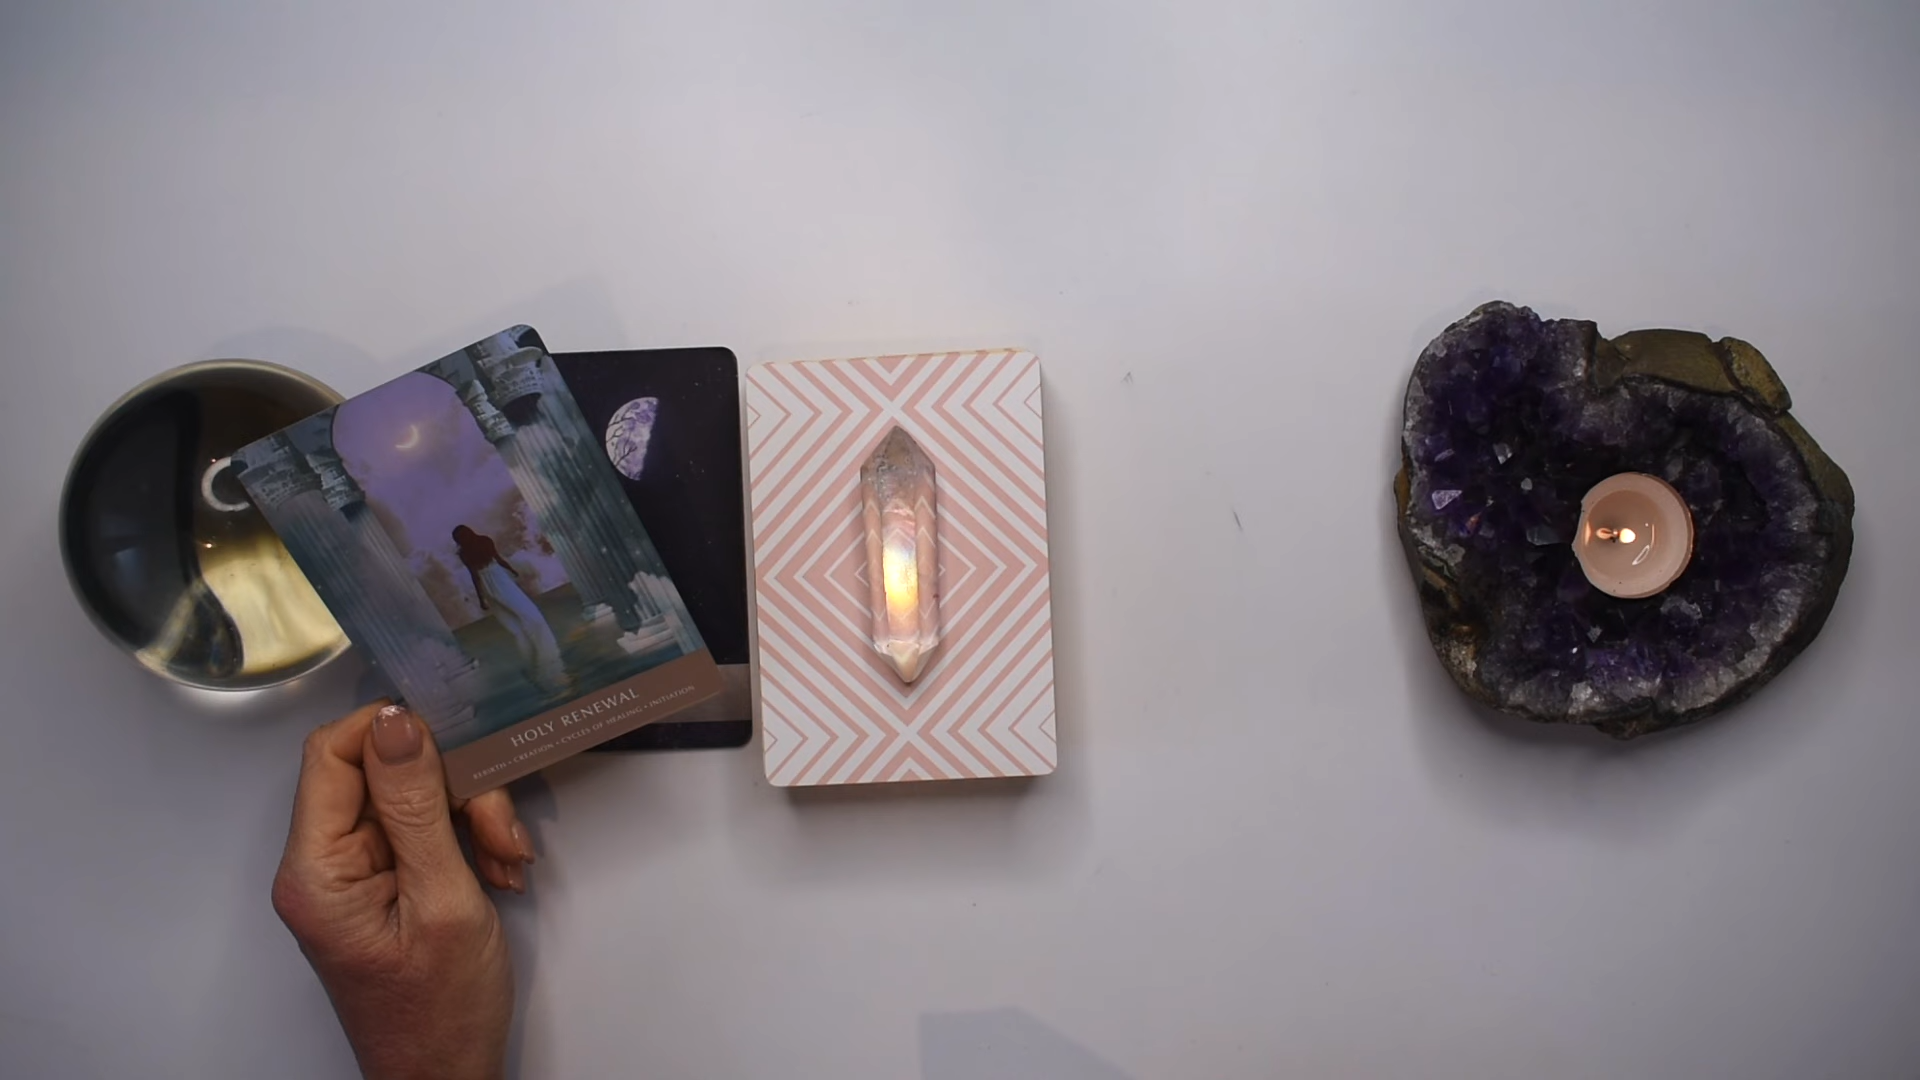 HOLY RENEWAL
REBIRTH • CREATION • CYCLES OF HEALING • INITIATION